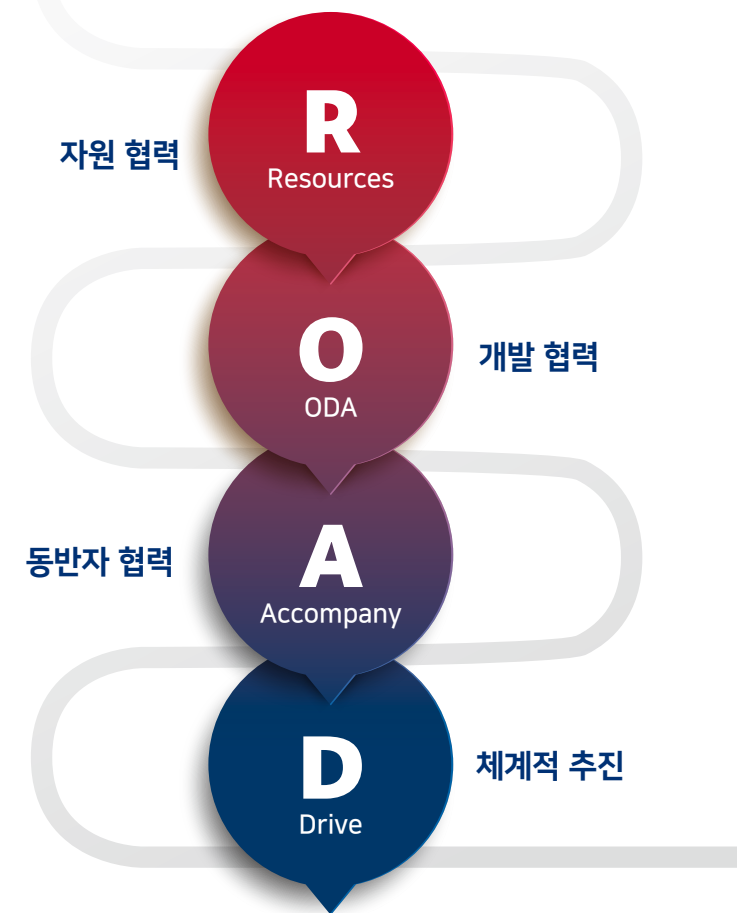 R
Resources
자원 협력
O
ODA
개발 협력
A
Accompany
동반자 협력
D
Drive
체계적 추진